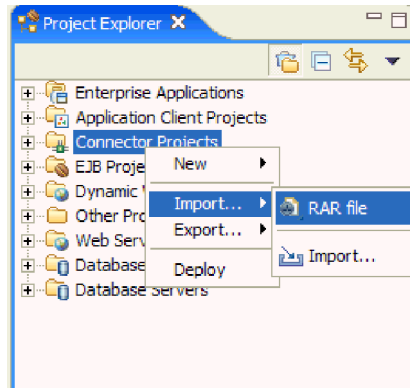 Project Explorer
Enterprise Applications
Application Client Projects
Connector Projects
EJB Proje
New
Dynamic
Import...
RAR file
Other Pro
Export...
Web Serv
Import...
Database
Deploy
Database Servers